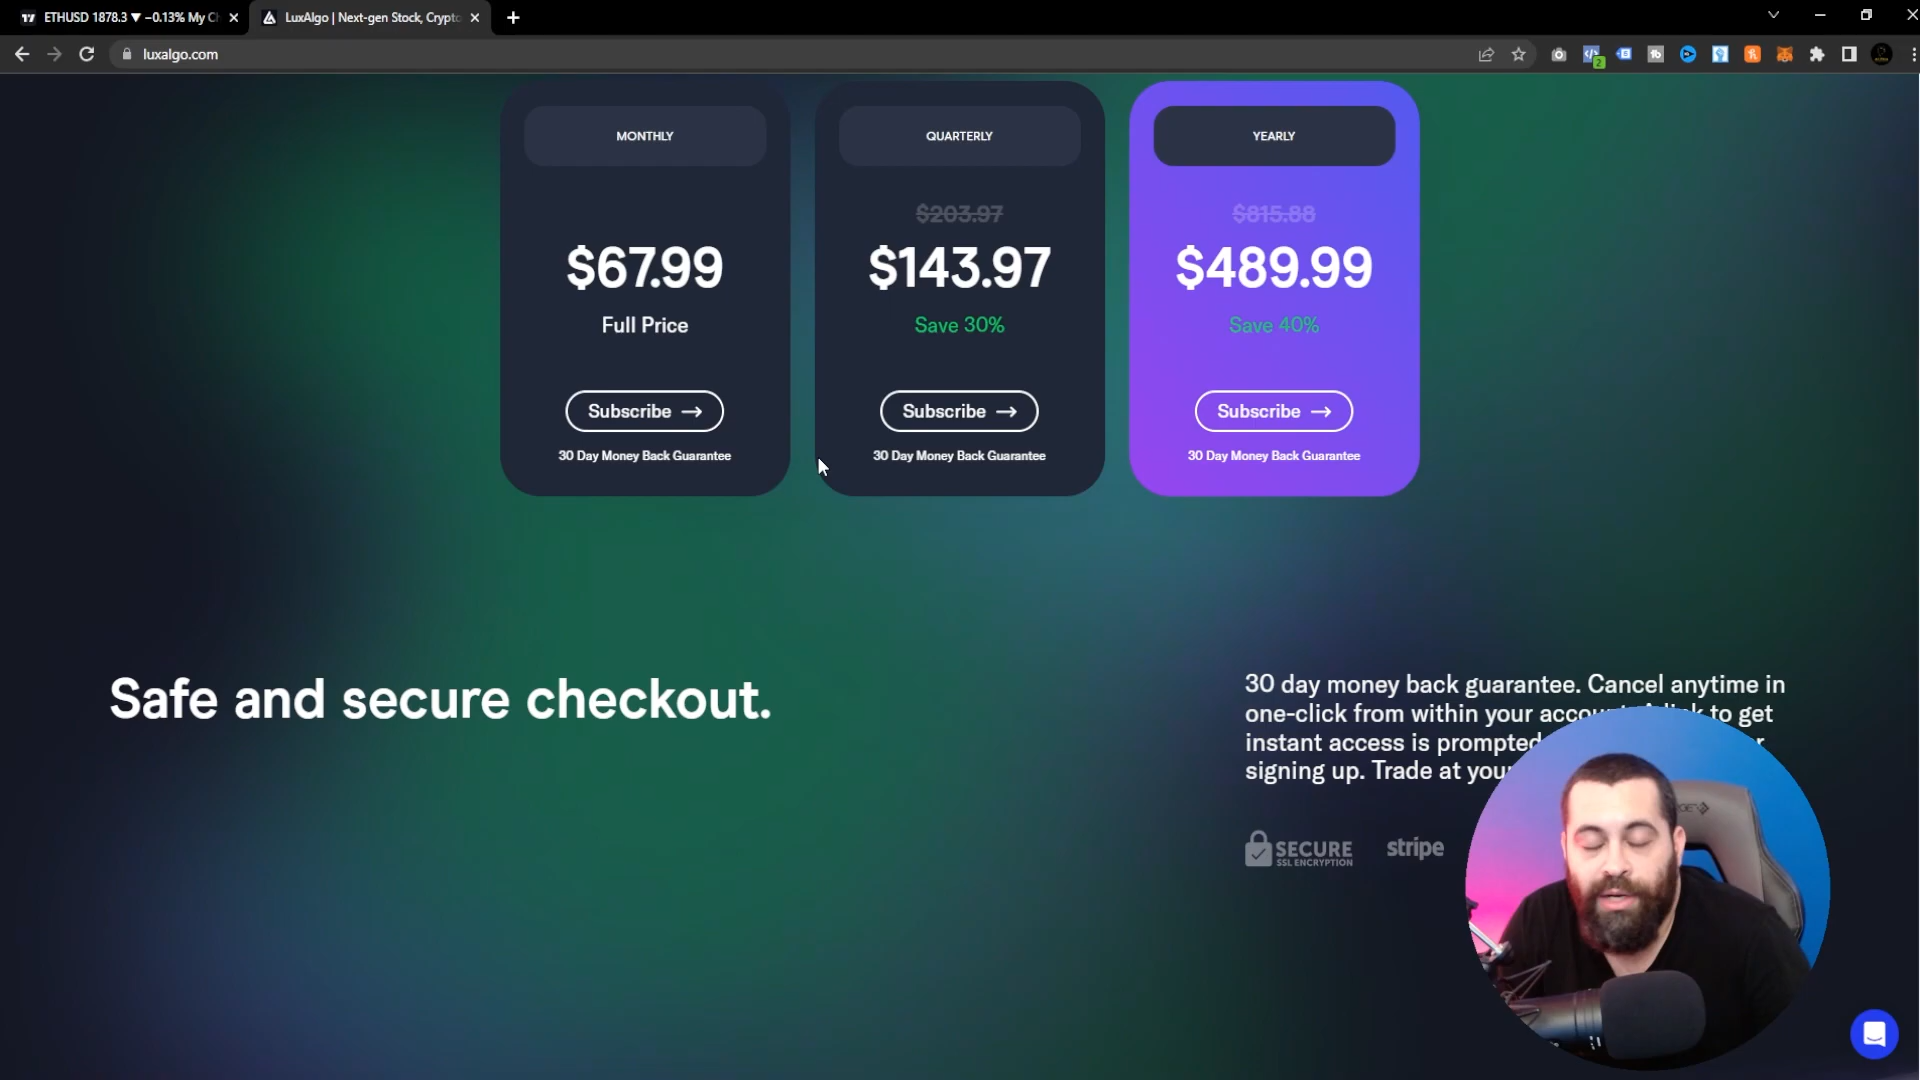 ETHUSD 1878.3 ▼ −0.13% My Ch
LuxAlgo | Next-gen Stock, Crypto
luxalgo.com
2
MONTHLY
QUARTERLY
YEARLY
$203.97
$815.88
$67.99
$143.97
$489.99
Full Price
Save 30%
Save 40%
Subscribe →
Subscribe →
Subscribe →
30 Day Money Back Guarantee
30 Day Money Back Guarantee
30 Day Money Back Guarantee
Safe and secure checkout.
30 day money back guarantee. Cancel anytime in
one-click from within your to get
instant access is prompted
signing up. Trade at your
SECURE
SSL ENCRYPTION
stripe